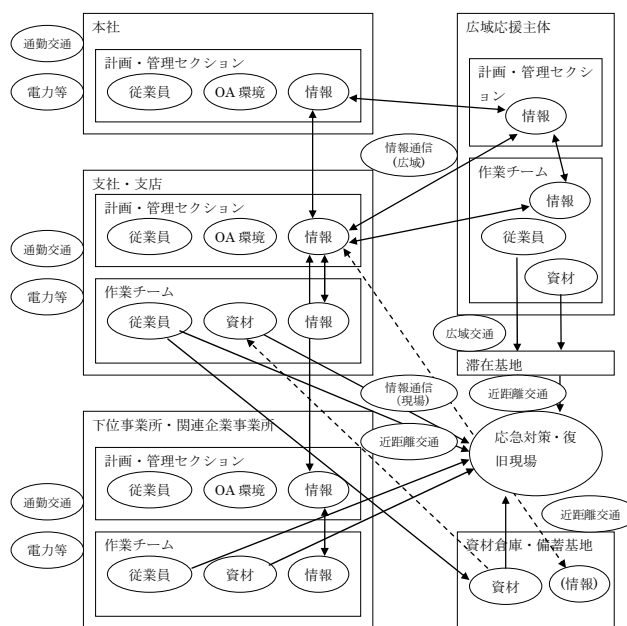 本社
通勤交通
電力等
計画・管理セクション
従業員
OA 環境
情報
広域応援主体
計画・管理セクシ
ョン
情報
情報通信
(広域)
作業チーム
情報
従業員
資材
支社・支店
通勤交通
電力等
計画・管理セクション
従業員
OA 環境
情報
作業チーム
従業員
資材
情報
広域交通
滞在基地
情報通信
(現場)
近距離交通
近距離交通
応急対策・復
旧現場
下位事業所・関連企業事業所
通勤交通
電力等
計画・管理セクション
従業員
OA 環境
情報
作業チーム
従業員
資材
情報
近距離交通
資材倉庫・備蓄基地
資材
(情報)